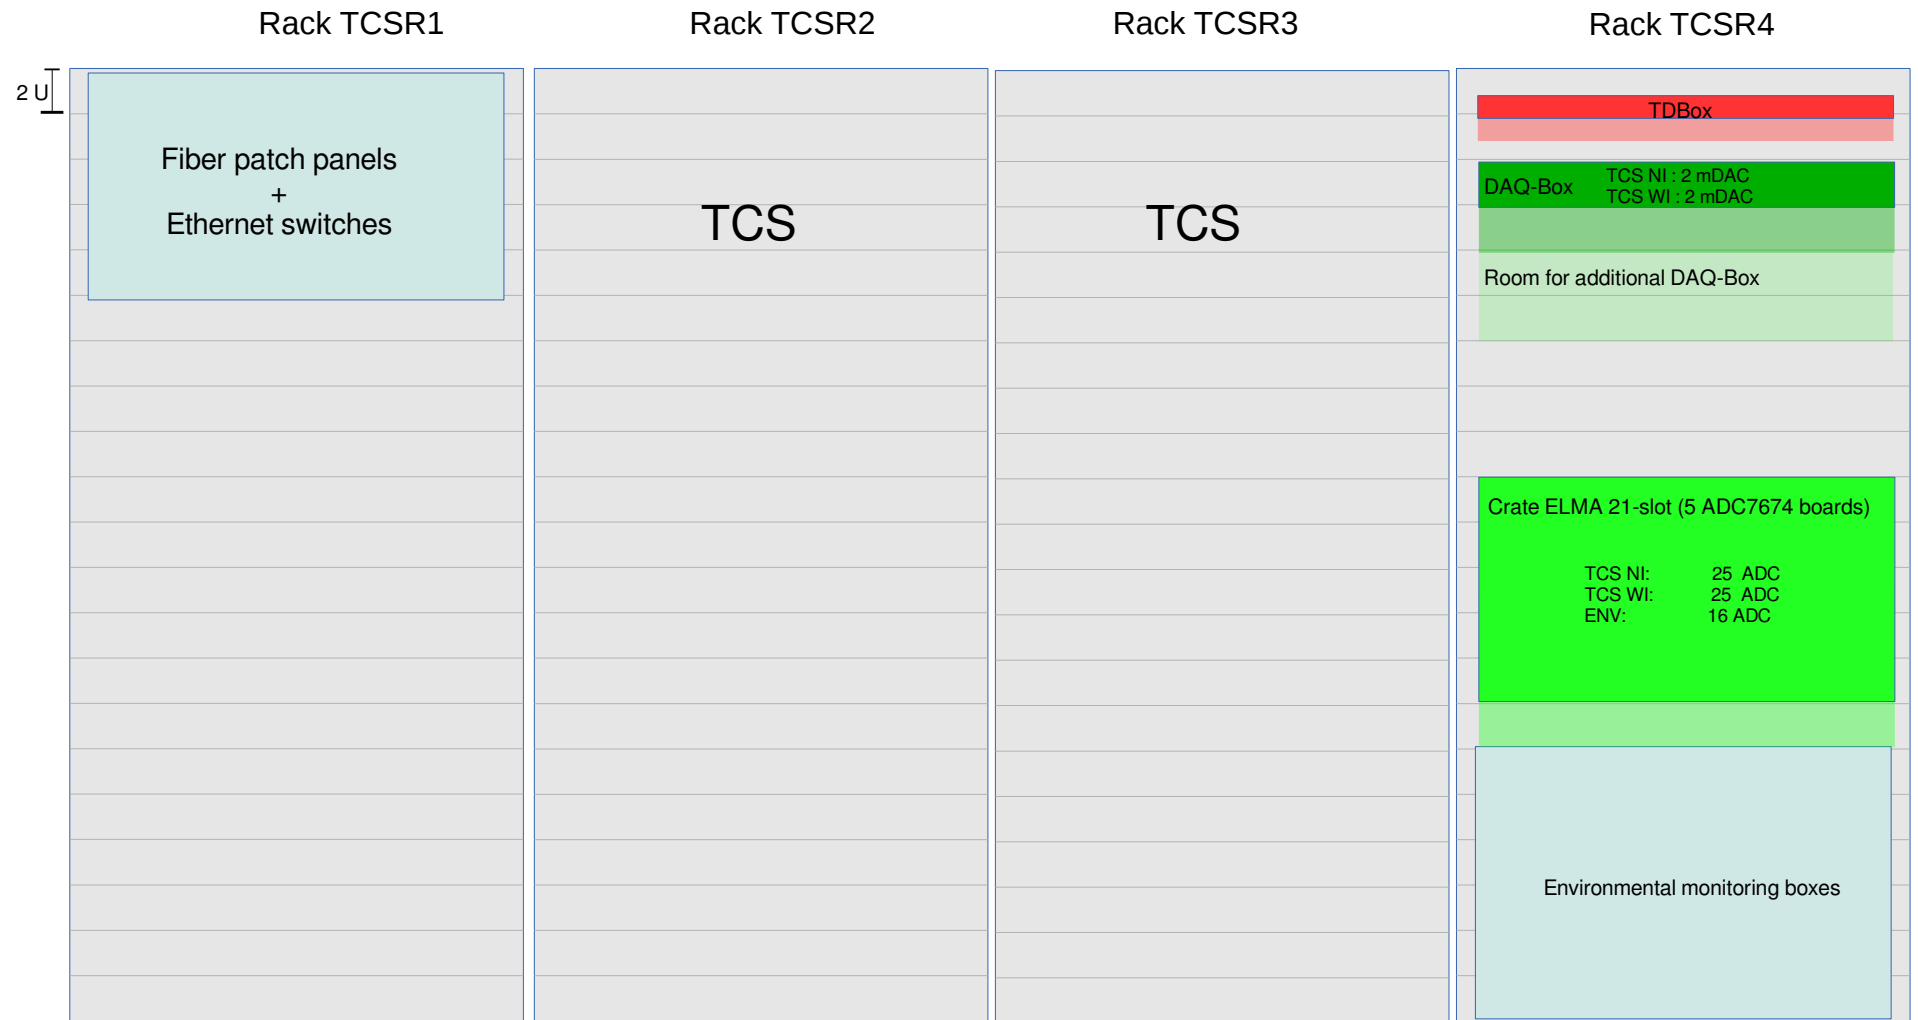 Rack TCSR1
Rack TCSR2
Rack TCSR3
Rack TCSR4
2 U
Fiber patch panels
+
Ethernet switches
TCS
TCS
TDBox
DAQ-Box
TCS NI : 2 mDAC
TCS WI : 2 mDAC
Room for additional DAQ-Box
Crate ELMA 21-slot (5 ADC7674 boards)
TCS NI: 25 ADC
TCS WI: 25 ADC
ENV: 16 ADC
Environmental monitoring boxes